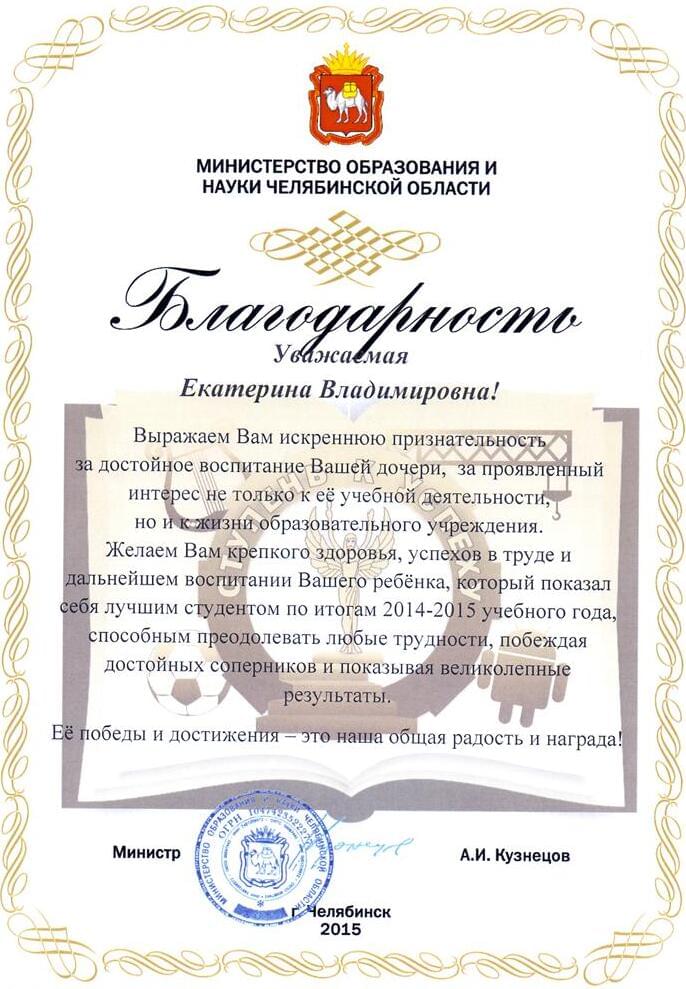 МИНИСТЕРСТВО ОБРАЗОВАНИЯ И
НАУКИ ЧЕЛЯБИНСКОЙ ОБЛАСТИ
Благодарность
Уважаемая
Екатерина Владимировна!
Выражаем Вам искреннюю признательность
за достойное воспитание Вашей дочери, за проявленный
интерес не только к её учебной деятельности,
но и к жизни образовательного учреждения.
Желаем Вам крепкого здоровья, успехов в труде и
дальнейшем воспитании Вашего ребёнка, который показал
себя лучшим студентом по итогам 2014-2015 учебного года,
способным преодолевать любые трудности, побеждая
достойных соперников и показывая великолепные
результаты.
Её победы и достижения – это наша общая радость и награда!
СТУПЕНЬ К УСПЕХУ
Министр
А.И. Кузнецов
МИНИСТЕРСТВО ОБРАЗОВАНИЯ И НАУКИ ЧЕЛЯБИНСКОЙ ОБЛАСТИ
г. Челябинск
2015